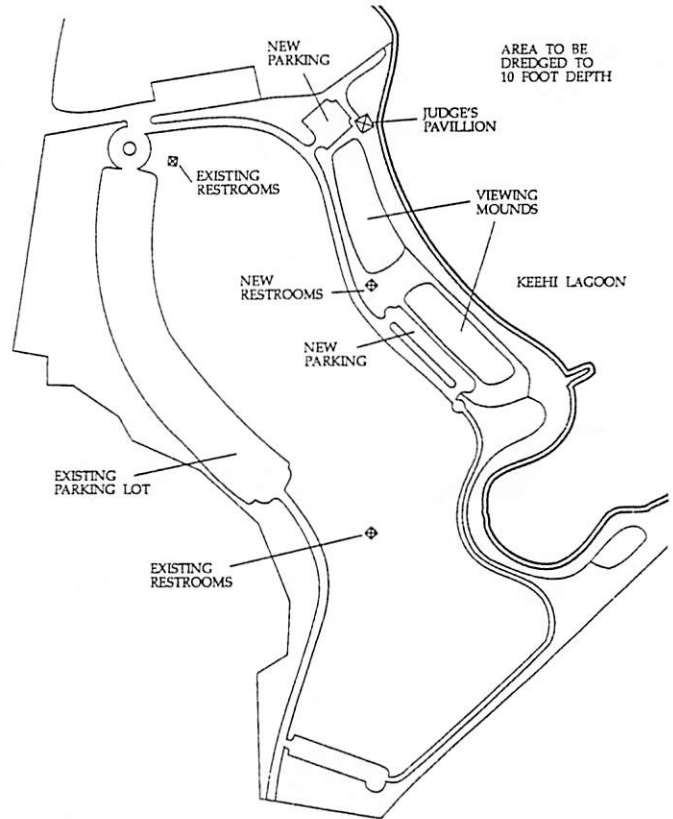 NEW
PARKING
AREA TO BE
DREDGED TO
10 FOOT DEPTH
JUDGE'S
PAVILLION
EXISTING
RESTROOMS
VIEWING
MOUNDS
NEW
RESTROOMS
KEEHI LAGOON
NEW
PARKING
EXISTING
PARKING LOT
EXISTING
RESTROOMS